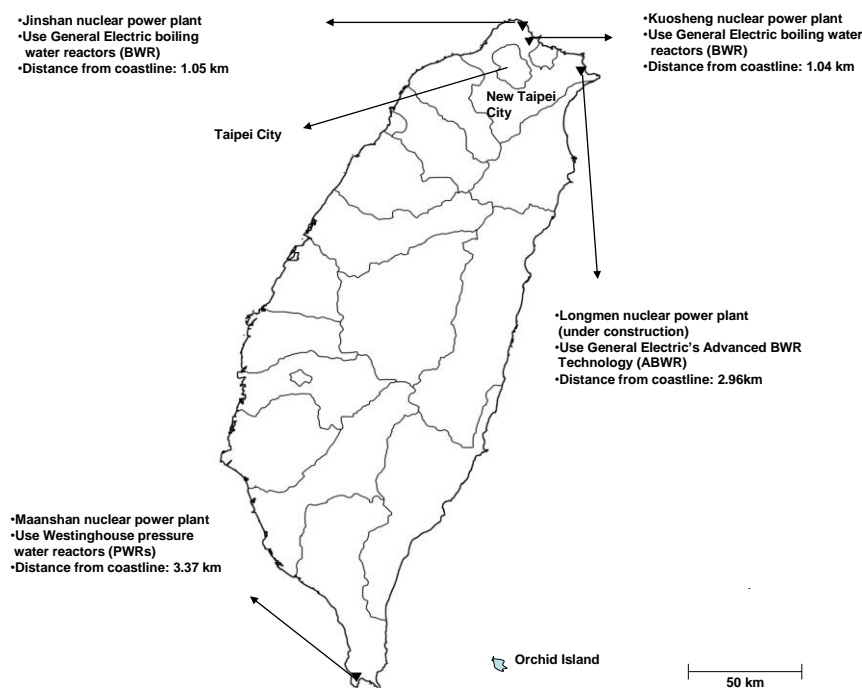 •Jinshan nuclear power plant
•Use General Electric boiling
water reactors (BWR)
•Distance from coastline: 1.05 km
•Kuosheng nuclear power plant
•Use General Electric boiling water
reactors (BWR)
•Distance from coastline: 1.04 km
New Taipei
City
Taipei City
•Longmen nuclear power plant
(under construction)
•Use General Electric’s Advanced BWR
Technology (ABWR)
•Distance from coastline: 2.96km
•Maanshan nuclear power plant
•Use Westinghouse pressure
water reactors (PWRs)
•Distance from coastline: 3.37 km
Orchid Island
50 km